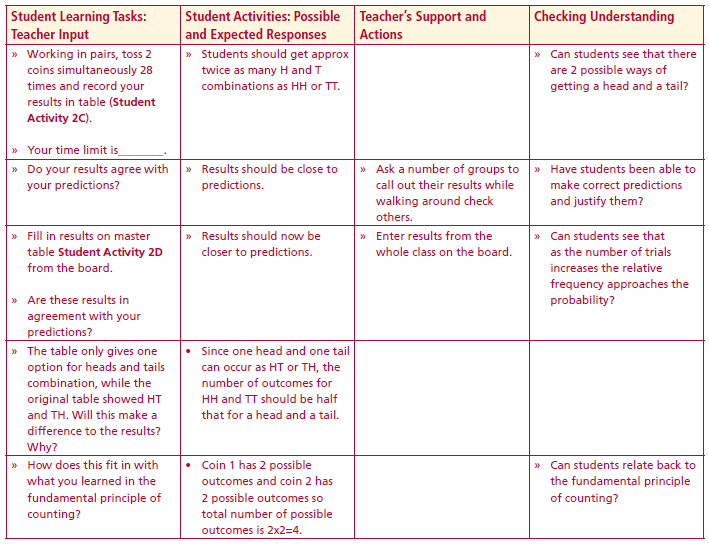 Student Learning Tasks:
Teacher Input
Student Activities: Possible
and Expected Responses
Teacher's Support and
Actions
Checking Understanding
» Working in pairs, toss 2
coins simultaneously 28
times and record your
results in table (Student
Activity 2C).
» Your time limit is________.
» Students should get approx
twice as many H and T
combinations as HH or TT.
» Can students see that there
are 2 possible ways of
getting a head and a tail?
» Do your results agree with
your predictions?
» Results should be close to
predictions.
» Ask a number of groups to
call out their results while
walking around check
others.
» Have students been able to
make correct predictions
and justify them?
» Fill in results on master
table Student Activity 2D
from the board.
» Are these results in
agreement with your
predictions?
» Results should now be
closer to predictions.
» Enter results from the
whole class on the board.
» Can students see that
as the number of trials
increases the relative
frequency approaches the
probability?
» The table only gives one
option for heads and tails
combination, while the
original table showed HT
and TH. Will this make a
difference to the results?
Why?
• Since one head and one tail
can occur as HT or TH, the
number of outcomes for
HH and TT should be half
that for a head and a tail.
» How does this fit in with
what you learned in the
fundamental principle of
counting?
• Coin 1 has 2 possible
outcomes and coin 2 has
2 possible outcomes so
total number of possible
outcomes is 2x2=4.
» Can students relate back to
the fundamental principle
of counting?